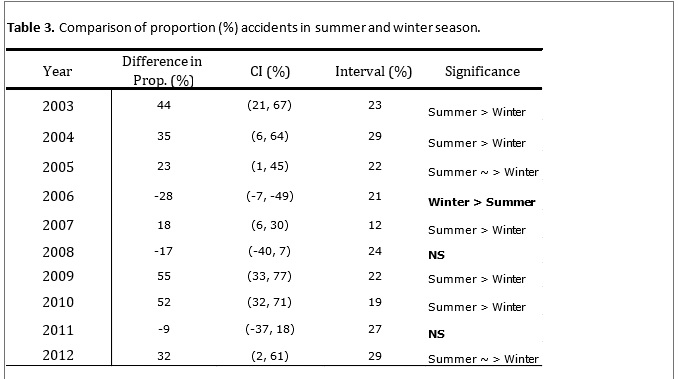 Table 3. Comparison of proportion (%) accidents in summer and winter season.
Year Difference in Prop. (%) CI (%) Interval (%) Significance
2003 44 (21, 67) 23 Summer > Winter
2004 35 (6, 64) 29 Summer > Winter
2005 23 (1, 45) 22 Summer ~ > Winter
2006 -28 (-7, -49) 21 Winter > Summer
2007 18 (6, 30) 12 Summer > Winter
2008 -17 (-40, 7) 24 NS
2009 55 (33, 77) 22 Summer > Winter
2010 52 (32, 71) 19 Summer > Winter
2011 -9 (-37, 18) 27 NS
2012 32 (2, 61) 29 Summer ~ > Winter